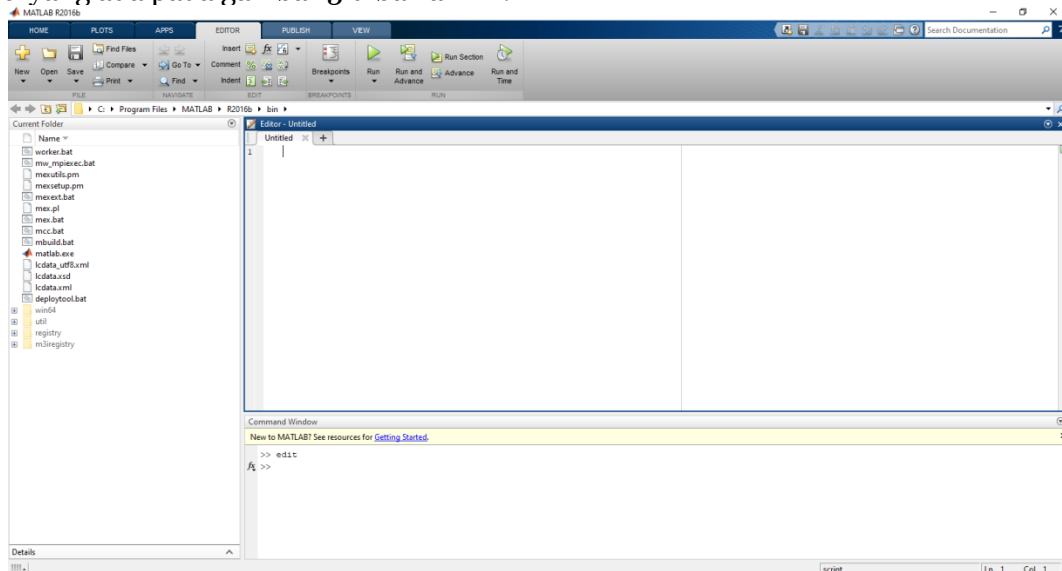 MATLAB R2016b
HOME PLOTS APPS EDITOR PUBLISH VIEW Search Documentation
New Open Save Find Files Compare Print Go To Find Insert Comment Indent fx Breakpoints Run Run and Advance Run Section Advance Run and Time
FILE NAVIGATE EDIT BREAKPOINTS RUN
C: Program Files MATLAB R2016b bin
Current Folder
Name
worker.bat
mw_mpiexec.bat
mexutils.pm
mexsetup.pm
mexext.bat
mex.pl
mex.bat
mcc.bat
mbuild.bat
matlab.exe
lcdata_utf8.xml
lcdata.xsd
lcdata.xml
deploytool.bat
win64
util
registry
m3iregistry
Details
Editor - Untitled
Untitled
1
Command Window
New to MATLAB? See resources for Getting Started.
>> edit
fx >>
script Ln 1 Col 1